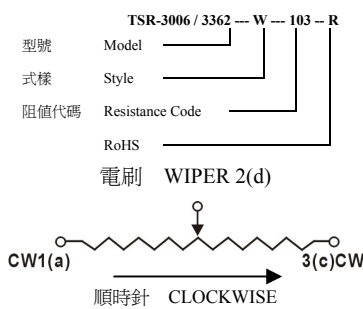 TSR-3006 / 3362 --- W --- 103 -- R
型號 Model
式樣 Style
阻值代碼 Resistance Code
RoHS
電刷 WIPER 2(d)
CW1(a) 3(c)CW
順時針 CLOCKWISE